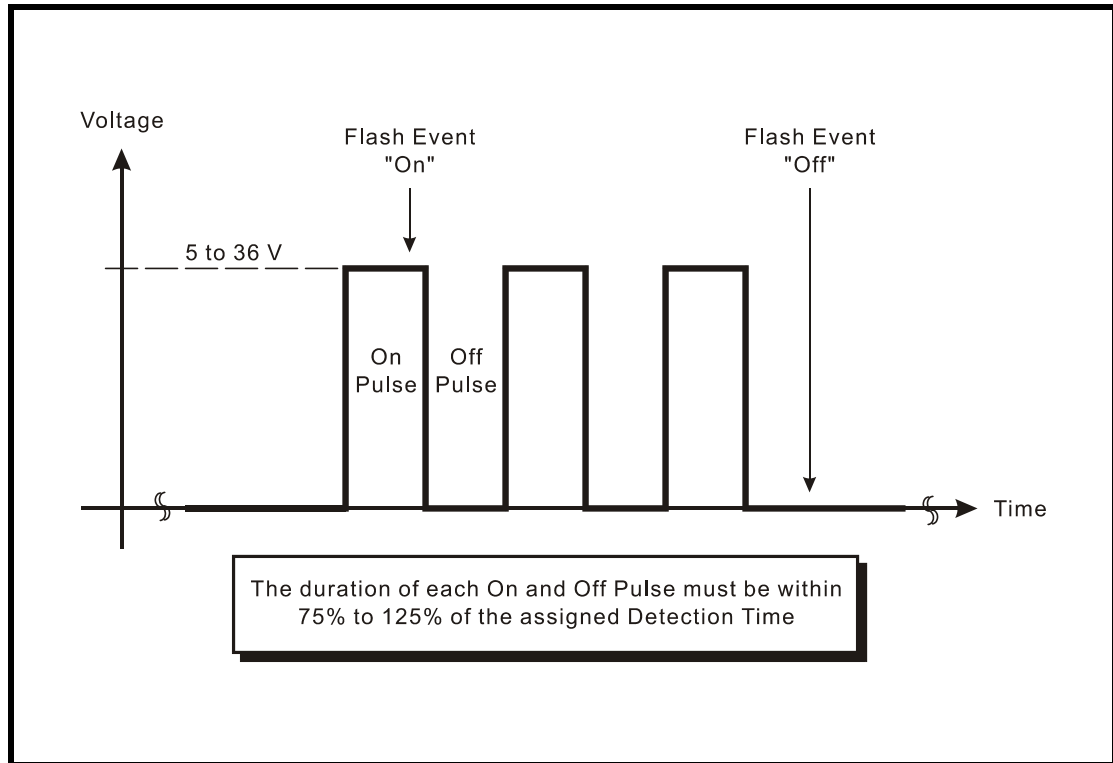 Voltage
Flash Event
"On"
Flash Event
"Off"
5 to 36 V
On
Pulse
Off
Pulse
Time
The duration of each On and Off Pulse must be within
75% to 125% of the assigned Detection Time